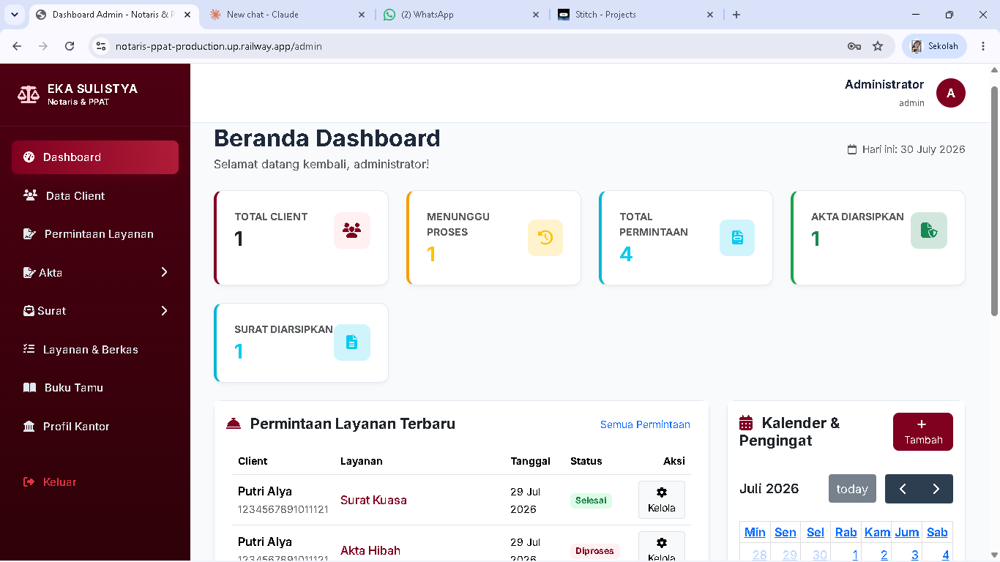 Dashboard Admin - Notaris & P
New chat - Claude
(2) WhatsApp
Stitch - Projects
notaris-ppat-production.up.railway.app/admin
Sekolah
EKA SULISTYA
Notaris & PPAT
Administrator
admin
A
Dashboard
Data Client
Permintaan Layanan
Akta
Surat
Layanan & Berkas
Buku Tamu
Profil Kantor
Keluar
Beranda Dashboard
Selamat datang kembali, administrator!
Hari ini: 30 July 2026
TOTAL CLIENT
1
MENUNGGU
PROSES
1
TOTAL
PERMINTAAN
4
AKTA DIARSIPKAN
1
SURAT DIARSIPKAN
1
Permintaan Layanan Terbaru
Semua Permintaan
Client Layanan Tanggal Status Aksi
Putri Alya
1234567891011121
Surat Kuasa
29 Jul
2026
Selesai
Kelola
Putri Alya
1234567891011121
Akta Hibah
29 Jul
2026
Diproses
Kelola
Kalender &
Pengingat
+
Tambah
Juli 2026
today
Min Sen Sel Rab Kam Jum Sab
28 29 30 1 2 3 4